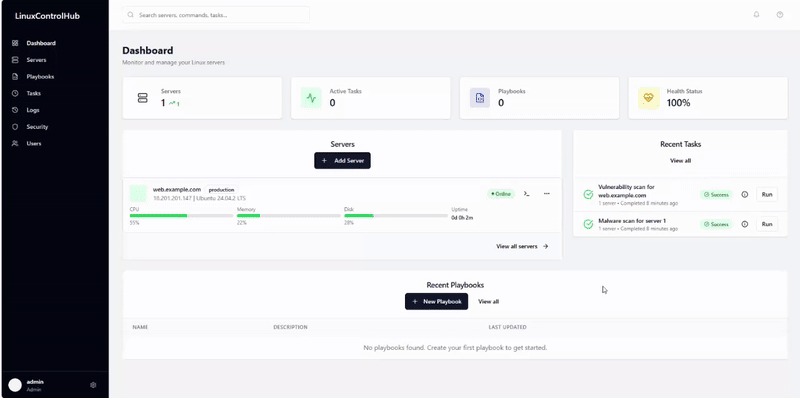 LinuxControlHub
Search servers, commands, tasks...
Dashboard
Servers
Playbooks
Tasks
Logs
Security
Users
admin
Admin
Dashboard
Monitor and manage your Linux servers
Servers
1
1
Active Tasks
0
Playbooks
0
Health Status
100%
Servers
+ Add Server
web.example.com production
10.201.201.147 | Ubuntu 24.04.2 LTS
Online
CPU
55%
Memory
22%
Disk
28%
Uptime
0d 0h 2m
View all servers
Recent Tasks
View all
Vulnerability scan for
web.example.com
1 server • Completed 8 minutes ago
Success
Run
Malware scan for server 1
1 server • Completed 8 minutes ago
Success
Run
Recent Playbooks
+ New Playbook
View all
NAME DESCRIPTION LAST UPDATED
No playbooks found. Create your first playbook to get started.